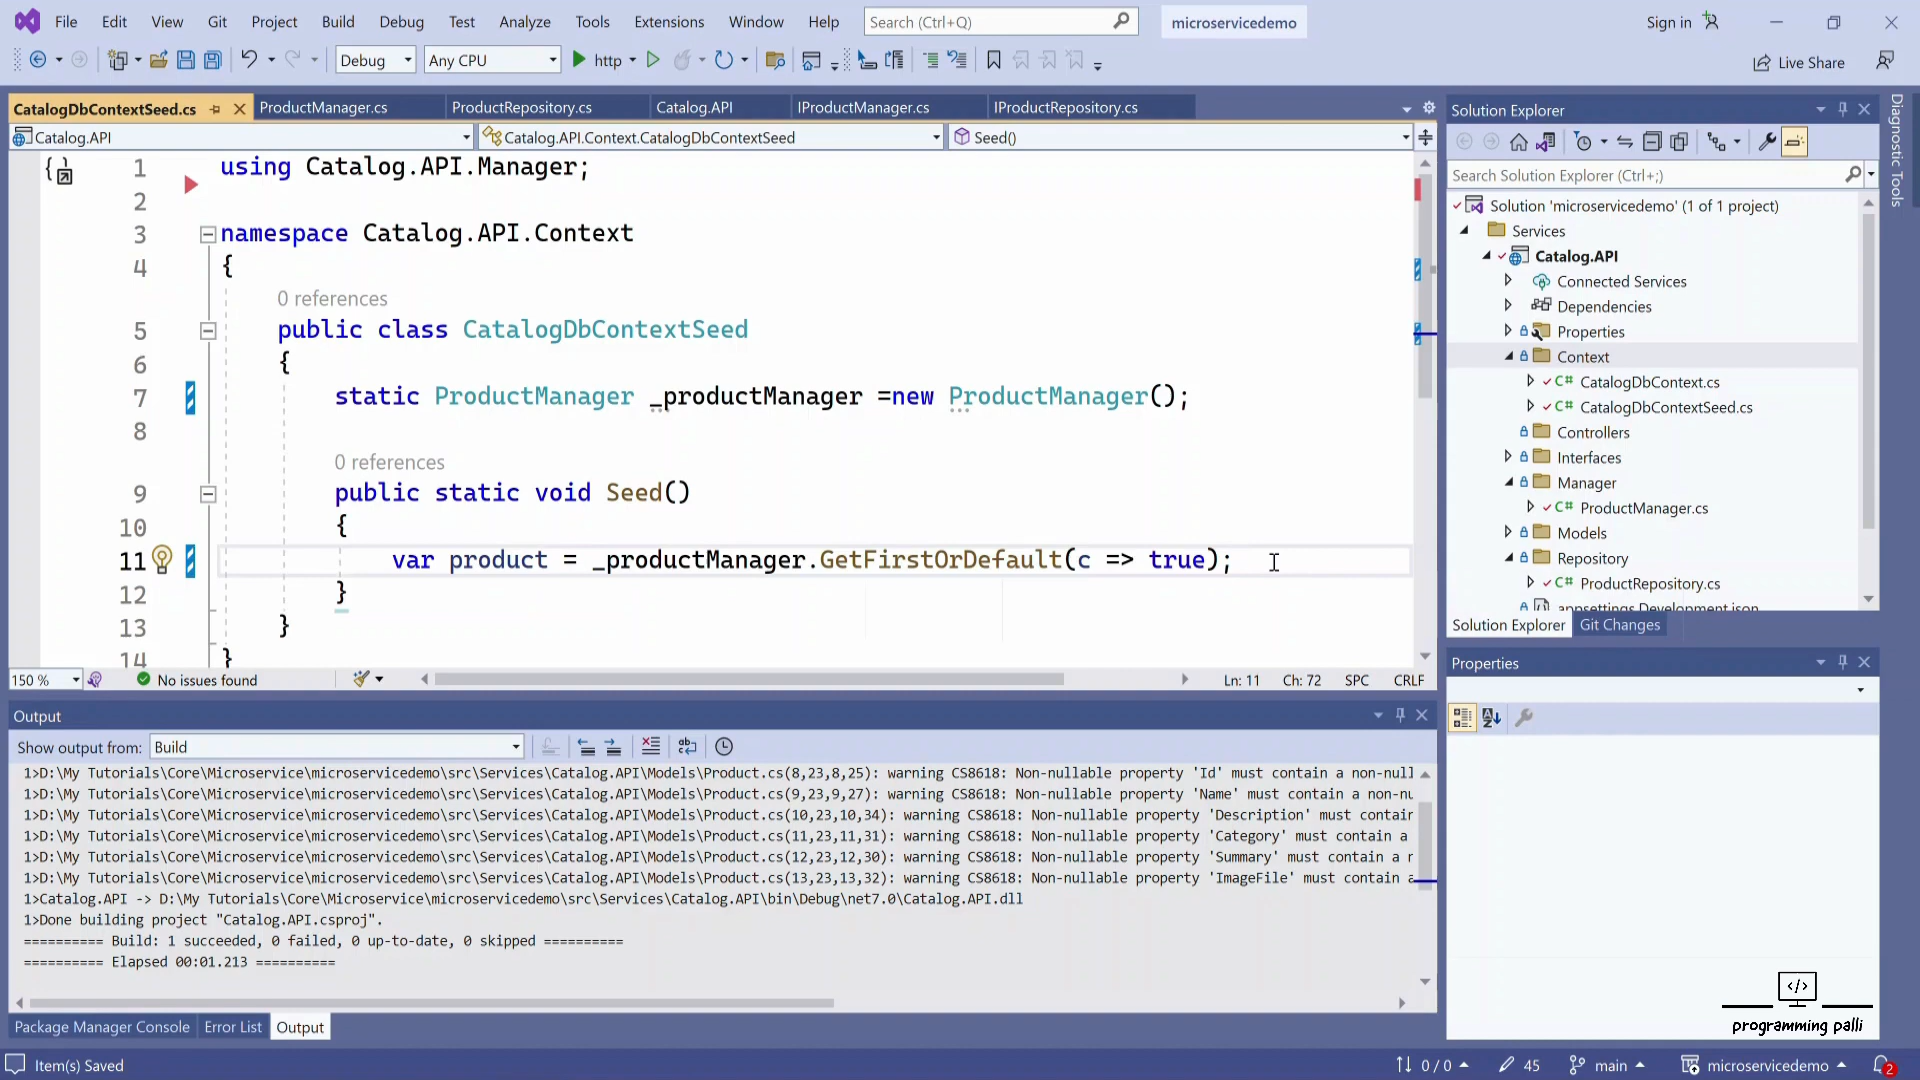 File Edit View Git Project Build Debug Test Analyze Tools Extensions Window Help Search (Ctrl+Q) microservicedemo Sign in
Debug Any CPU http Live Share
CatalogDbContextSeed.cs ProductManager.cs ProductRepository.cs Catalog.API IProductManager.cs IProductRepository.cs
Catalog.API Catalog.API.Context.CatalogDbContextSeed Seed()
1 using Catalog.API.Manager;
2
3 namespace Catalog.API.Context
4 {
0 references
5 public class CatalogDbContextSeed
6 {
7 static ProductManager _productManager =new ProductManager();
8
0 references
9 public static void Seed()
10 {
11 var product = _productManager.GetFirstOrDefault(c => true);
12 }
13 }
14 }
150 % No issues found Ln: 11 Ch: 72 SPC CRLF
Output
Show output from: Build
1>D:\My Tutorials\Core\Microservice\microservicedemo\src\Services\Catalog.API\Models\Product.cs(8,23,8,25): warning CS8618: Non-nullable property 'Id' must contain a non-null
1>D:\My Tutorials\Core\Microservice\microservicedemo\src\Services\Catalog.API\Models\Product.cs(9,23,9,27): warning CS8618: Non-nullable property 'Name' must contain a non-nu
1>D:\My Tutorials\Core\Microservice\microservicedemo\src\Services\Catalog.API\Models\Product.cs(10,23,10,34): warning CS8618: Non-nullable property 'Description' must contain
1>D:\My Tutorials\Core\Microservice\microservicedemo\src\Services\Catalog.API\Models\Product.cs(11,23,11,31): warning CS8618: Non-nullable property 'Category' must contain a
1>D:\My Tutorials\Core\Microservice\microservicedemo\src\Services\Catalog.API\Models\Product.cs(12,23,12,30): warning CS8618: Non-nullable property 'Summary' must contain a n
1>D:\My Tutorials\Core\Microservice\microservicedemo\src\Services\Catalog.API\Models\Product.cs(13,23,13,32): warning CS8618: Non-nullable property 'ImageFile' must contain a
1>Catalog.API -> D:\My Tutorials\Core\Microservice\microservicedemo\src\Services\Catalog.API\bin\Debug\net7.0\Catalog.API.dll
1>Done building project "Catalog.API.csproj".
========== Build: 1 succeeded, 0 failed, 0 up-to-date, 0 skipped ==========
========== Elapsed 00:01.213 ==========
Package Manager Console Error List Output
Solution Explorer
Search Solution Explorer (Ctrl+;)
Solution 'microservicedemo' (1 of 1 project)
Services
Catalog.API
Connected Services
Dependencies
Properties
Context
C# CatalogDbContext.cs
C# CatalogDbContextSeed.cs
Controllers
Interfaces
Manager
C# ProductManager.cs
Models
Repository
C# ProductRepository.cs
appsettings.Development.json
Solution Explorer Git Changes
Properties
Diagnostic Tools
</> programming palli
Item(s) Saved 0 / 0 45 main microservicedemo 2